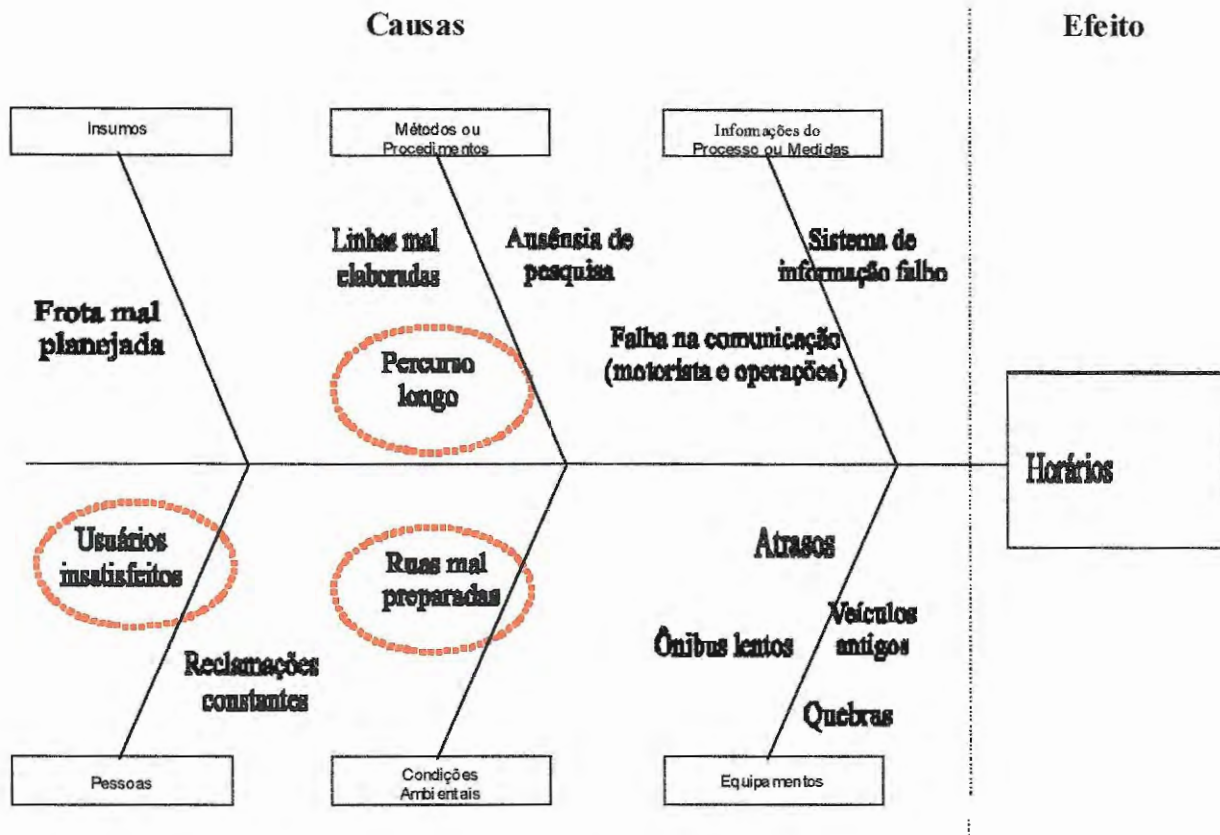 Causas
Efeito
Insumos
Métodos ou
Procedimentos
Informações do
Processo ou Medidas
Linhas mal
elaboradas
Ausênsia de
pesquisa
Sistema de
informação falho
Frota mal
planejada
Percurso
longo
Falha na comunicação
(motorista e operações)
Horários
Usuários
insatisfeitos
Ruas mal
preparadas
Atrasos
Ônibus lentos
Veículos
antigos
Reclamações
constantes
Quebras
Pessoas
Condições
Ambientais
Equipamentos